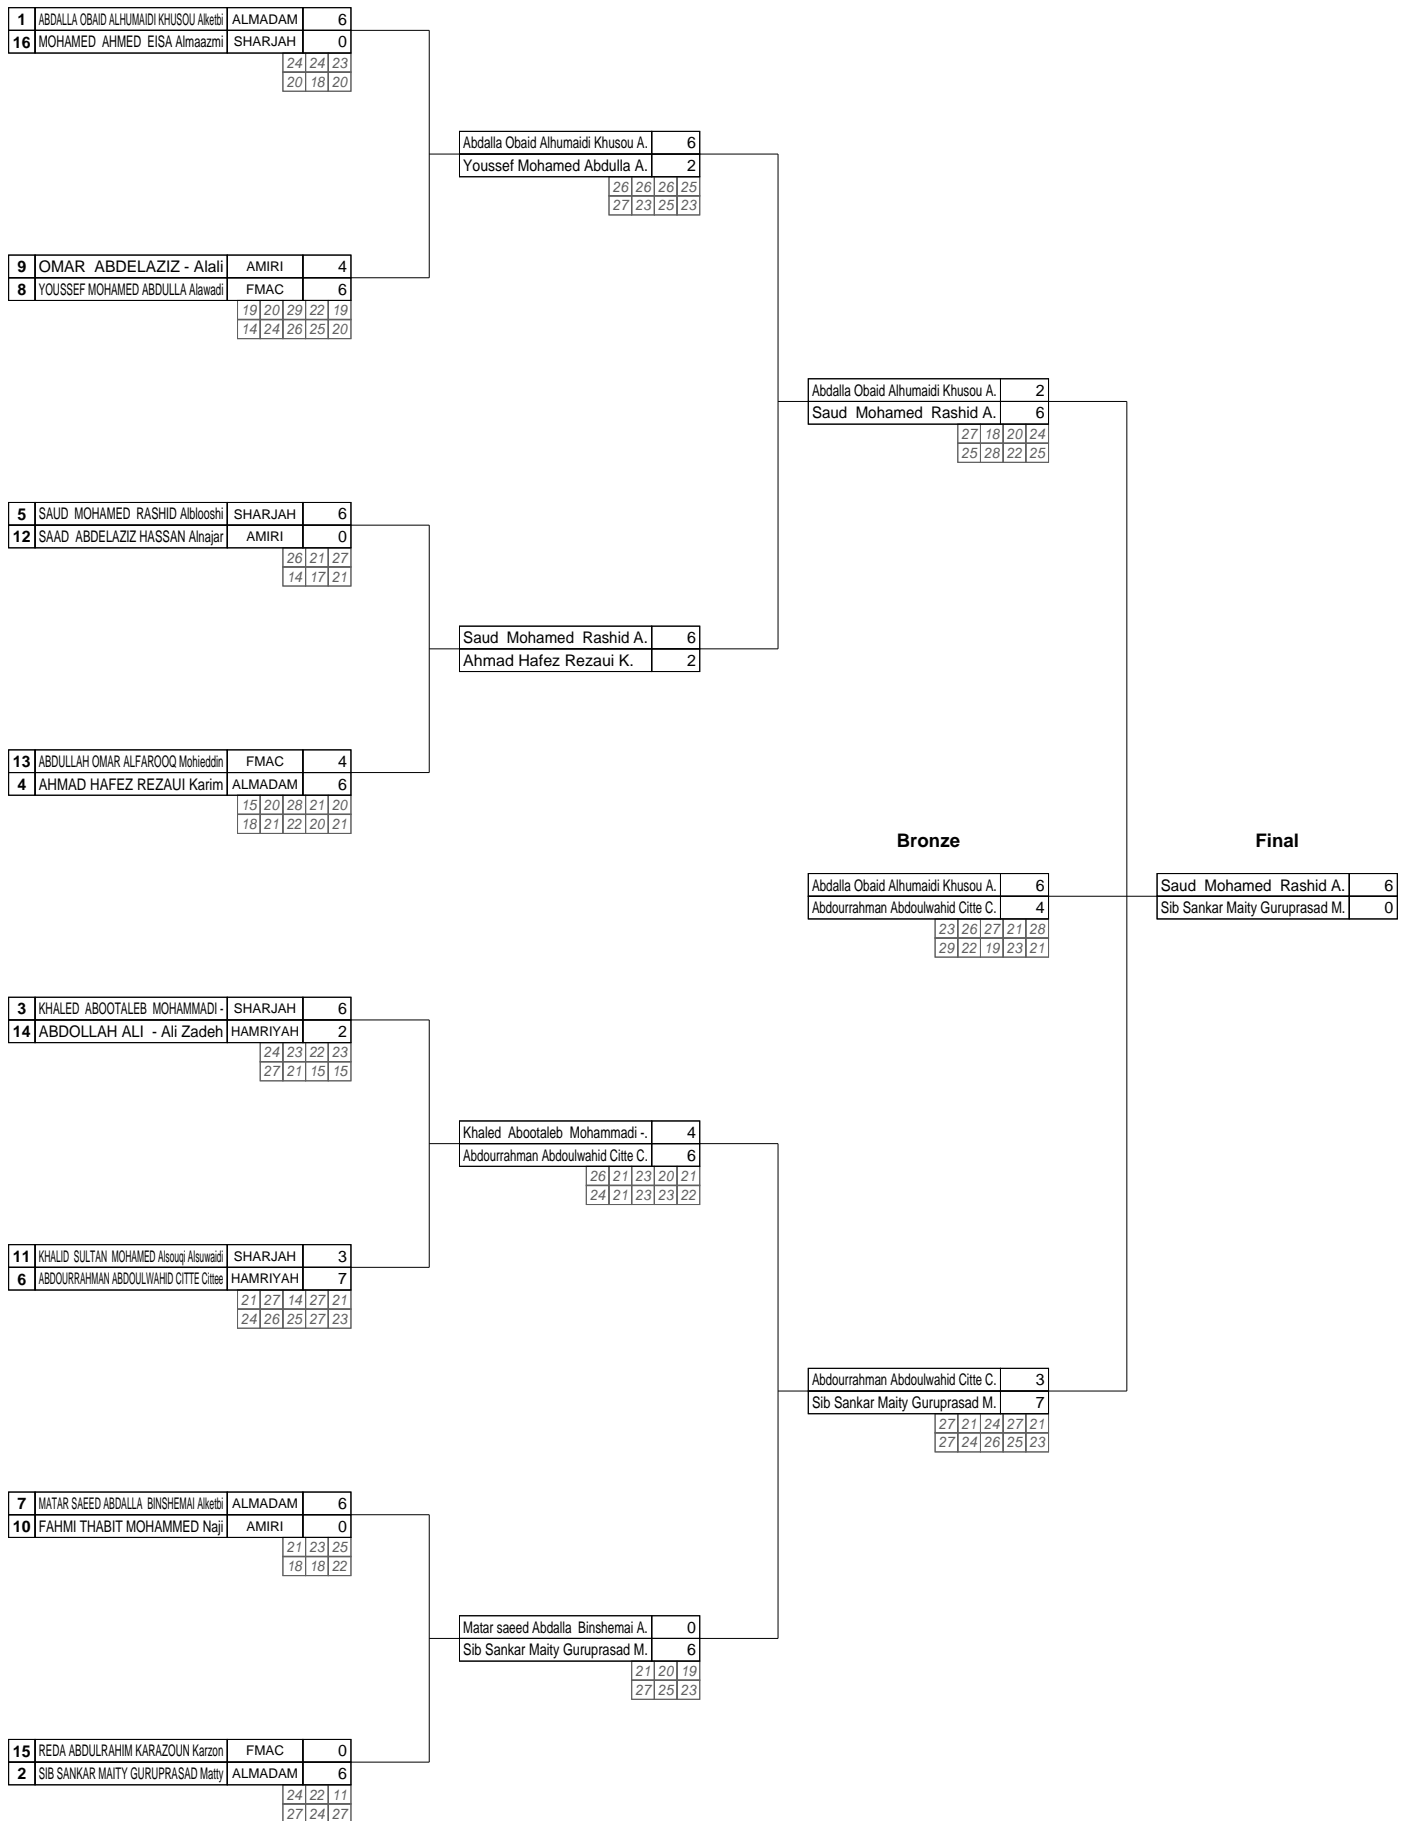 1 ABDALLA OBAID ALHUMAIDI KHUSOU Alketbi ALMADAM 6
16 MOHAMED AHMED EISA Almaazmi SHARJAH 0
24 24 23
20 18 20
Abdalla Obaid Alhumaidi Khusou A. 6
Youssef Mohamed Abdulla A. 2
26 26 26 25
27 23 25 23
9 OMAR ABDELAZIZ - Alali AMIRI 4
8 YOUSSEF MOHAMED ABDULLA Alawadi FMAC 6
19 20 29 22 19
14 24 26 25 20
Abdalla Obaid Alhumaidi Khusou A. 2
Saud Mohamed Rashid A. 6
27 18 20 24
25 28 22 25
5 SAUD MOHAMED RASHID Alblooshi SHARJAH 6
12 SAAD ABDELAZIZ HASSAN Alnajar AMIRI 0
26 21 27
14 17 21
Saud Mohamed Rashid A. 6
Ahmad Hafez Rezaui K. 2
13 ABDULLAH OMAR ALFAROOQ Mohieddin FMAC 4
4 AHMAD HAFEZ REZAUI Karim ALMADAM 6
15 20 28 21 20
18 21 22 20 21
Bronze Final
Abdalla Obaid Alhumaidi Khusou A. 6 Saud Mohamed Rashid A. 6
Abdourrahman Abdoulwahid Citte C. 4 Sib Sankar Maity Guruprasad M. 0
23 26 27 21 28
29 22 19 23 21
3 KHALED ABOOTALEB MOHAMMADI - SHARJAH 6
14 ABDOLLAH ALI - Ali Zadeh HAMRIYAH 2
24 23 22 23
27 21 15 15
Khaled Abootaleb Mohammadi -. 4
Abdourrahman Abdoulwahid Citte C. 6
26 21 23 20 21
24 21 23 23 22
11 KHALID SULTAN MOHAMED Alsouqi Alsuwaidi SHARJAH 3
6 ABDOURRAHMAN ABDOULWAHID CITTE Cittee HAMRIYAH 7
21 27 14 27 21
24 26 25 27 23
Abdourrahman Abdoulwahid Citte C. 3
Sib Sankar Maity Guruprasad M. 7
27 21 24 27 21
27 24 26 25 23
7 MATAR SAEED ABDALLA BINSHEMAI Alketbi ALMADAM 6
10 FAHMI THABIT MOHAMMED Naji AMIRI 0
21 23 25
18 18 22
Matar saeed Abdalla Binshemai A. 0
Sib Sankar Maity Guruprasad M. 6
21 20 19
27 25 23
15 REDA ABDULRAHIM KARAZOUN Karzon FMAC 0
2 SIB SANKAR MAITY GURUPRASAD Matty ALMADAM 6
24 22 11
27 24 27